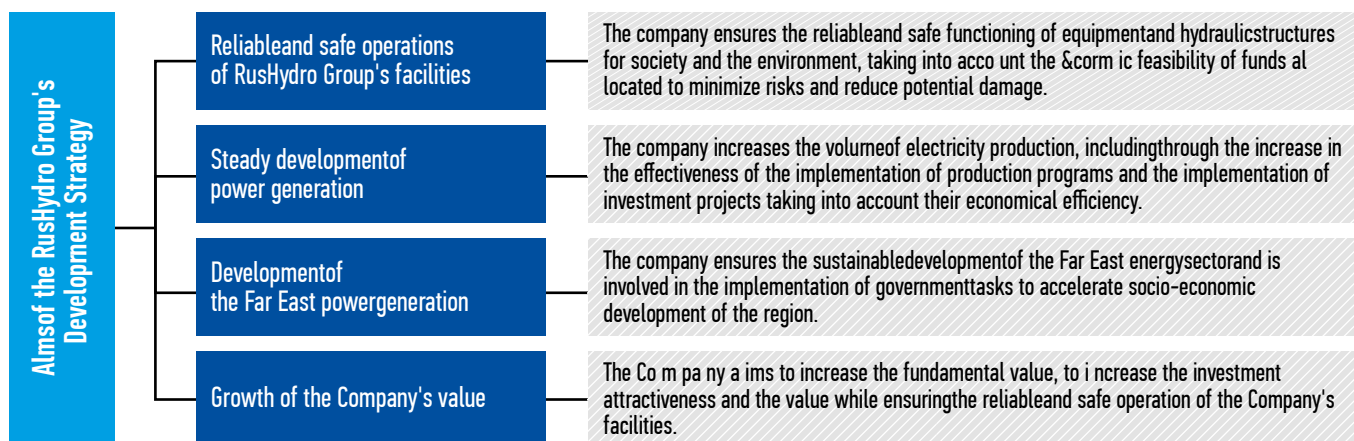 Almsof the RusHydro Group's
Development Strategy
Reliableand safe operations
of RusHydro Group's facilities
The company ensures the reliableand safe functioning of equipmentand hydraulicstructures
for society and the environment, taking into acco unt the &corm ic feasibility of funds al
located to minimize risks and reduce potential damage.
Steady developmentof
power generation
The company increases the volurneof electricity production, includingthrough the increase in
the effectiveness of the implementation of production programs and the implementation of
investment projects taking into account their economical efficiency.
Developmentof
the Far East powergeneration
The company ensures the sustainabledevelopmentof the Far East energysectorand is
involved in the implementation of governmenttasks to accelerate socio-economic
development of the region.
Growth of the Company's value
The Co m pa ny a ims to increase the fundamental value, to i ncrease the investment
attractiveness and the value while ensuringthe reliableand safe operation of the Company's
facilities.